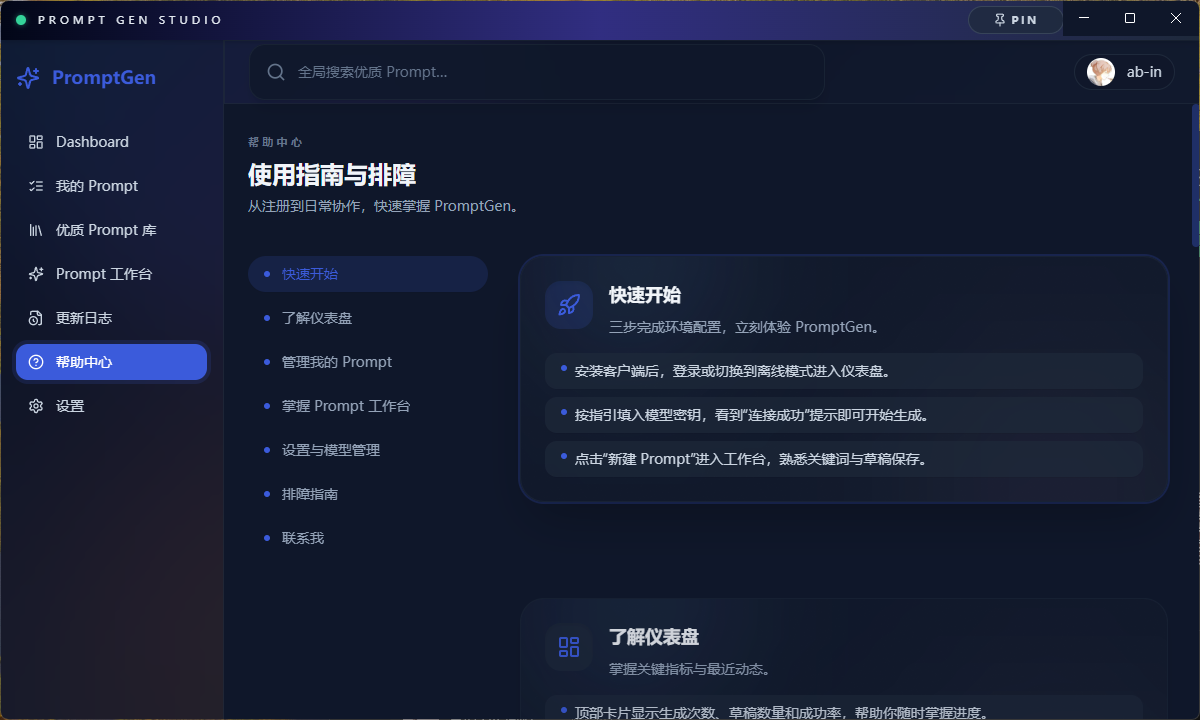 PROMPT GEN STUDIO
PIN
PromptGen
全局搜索优质 Prompt...
ab-in
Dashboard
我的 Prompt
优质 Prompt 库
Prompt 工作台
更新日志
帮助中心
设置
帮助中心
使用指南与排障
从注册到日常协作，快速掌握 PromptGen。
快速开始
了解仪表盘
管理我的 Prompt
掌握 Prompt 工作台
设置与模型管理
排障指南
联系我
快速开始
三步完成环境配置，立刻体验 PromptGen。
安装客户端后，登录或切换到离线模式进入仪表盘。
按指引填入模型密钥，看到“连接成功”提示即可开始生成。
点击“新建 Prompt”进入工作台，熟悉关键词与草稿保存。
了解仪表盘
掌握关键指标与最近动态。
顶部卡片显示生成次数、草稿数量和成功率，帮助你随时掌握进度。